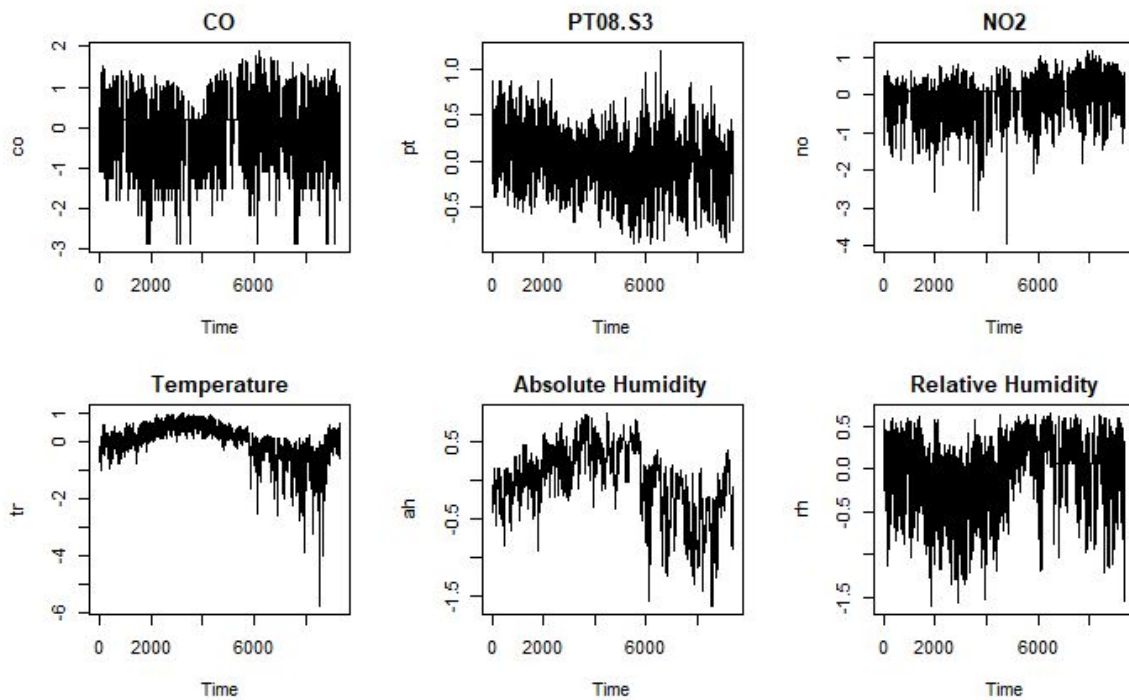 CO
PT08.S3
NO2
co
2
1
0
-1
-2
-3
pt
1.0
0.5
0.0
-0.5
no
1
0
-1
-2
-3
-4
0 2000 6000
0 2000 6000
0 2000 6000
Time
Time
Time
Temperature
Absolute Humidity
Relative Humidity
tr
1
0
-2
-4
-6
ah
0.5
-0.5
-1.5
rh
0.5
0.0
-0.5
-1.5
0 2000 6000
0 2000 6000
0 2000 6000
Time
Time
Time